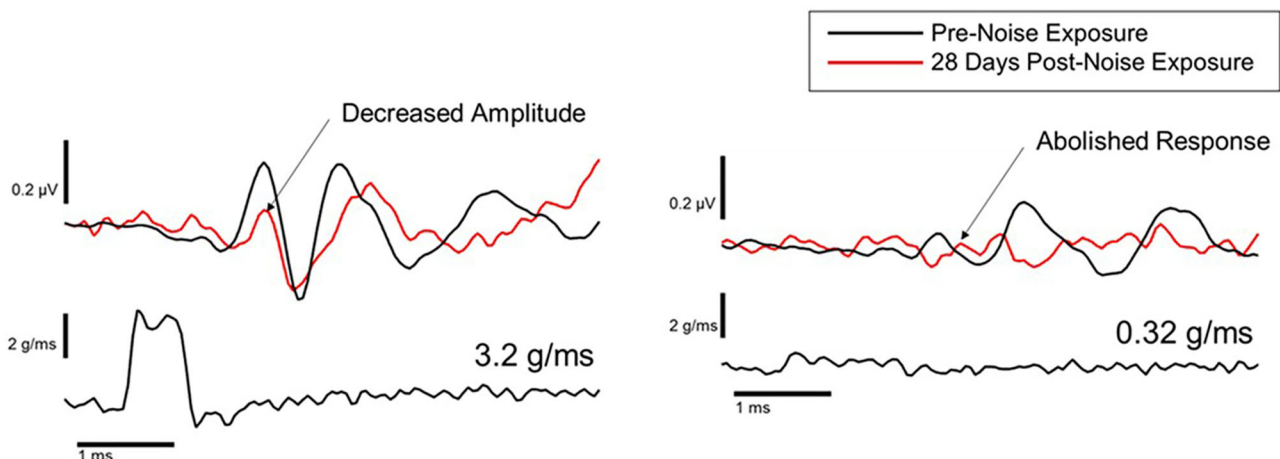 Pre-Noise Exposure
28 Days Post-Noise Exposure
Decreased Amplitude
0.2 µV
2 g/ms
3.2 g/ms
1 ms
Abolished Response
0.2 µV
2 g/ms
0.32 g/ms
1 ms